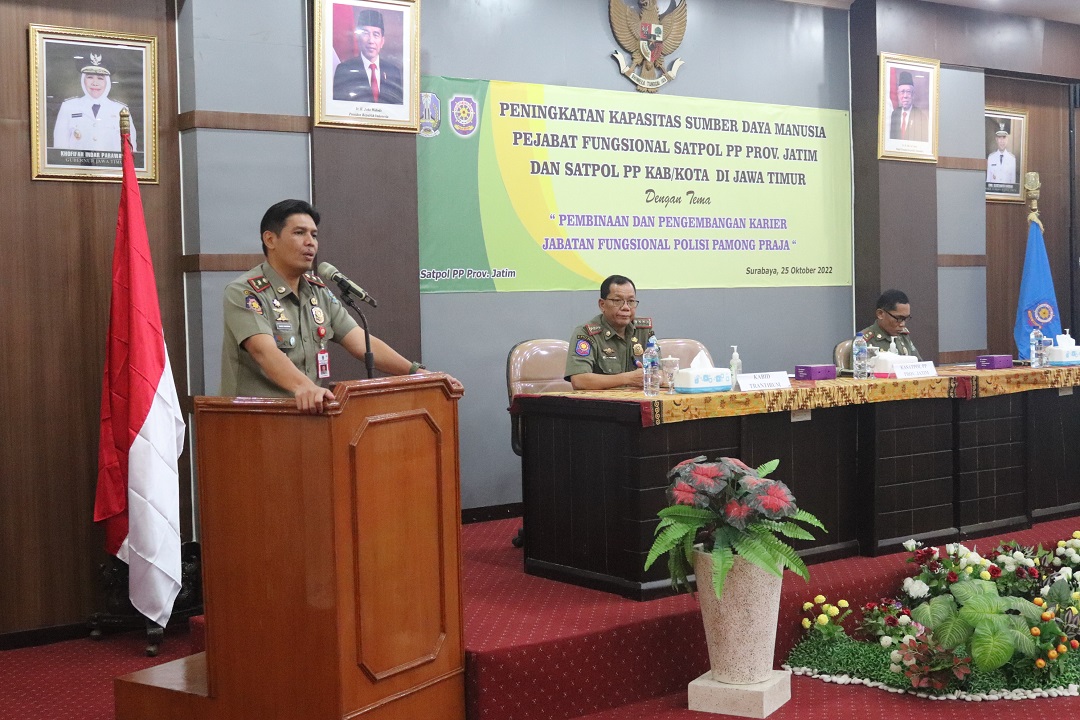 KHOFIFAH INDAR PARAWANSA
GUBERNUR JAWA TIMUR
PENINGKATAN KAPASITAS SUMBER DAYA MANUSIA
PEJABAT FUNGSIONAL SATPOL PP PROV. JATIM
DAN SATPOL PP KAB/KOTA DI JAWA TIMUR
Dengan Tema
“ PEMBINAAN DAN PENGEMBANGAN KARIER
JABATAN FUNGSIONAL POLISI PAMONG PRAJA “
Satpol PP Prov. Jatim
Surabaya, 25 Oktober 2022
KABID
TRANTIBUM
KASATPOL PP